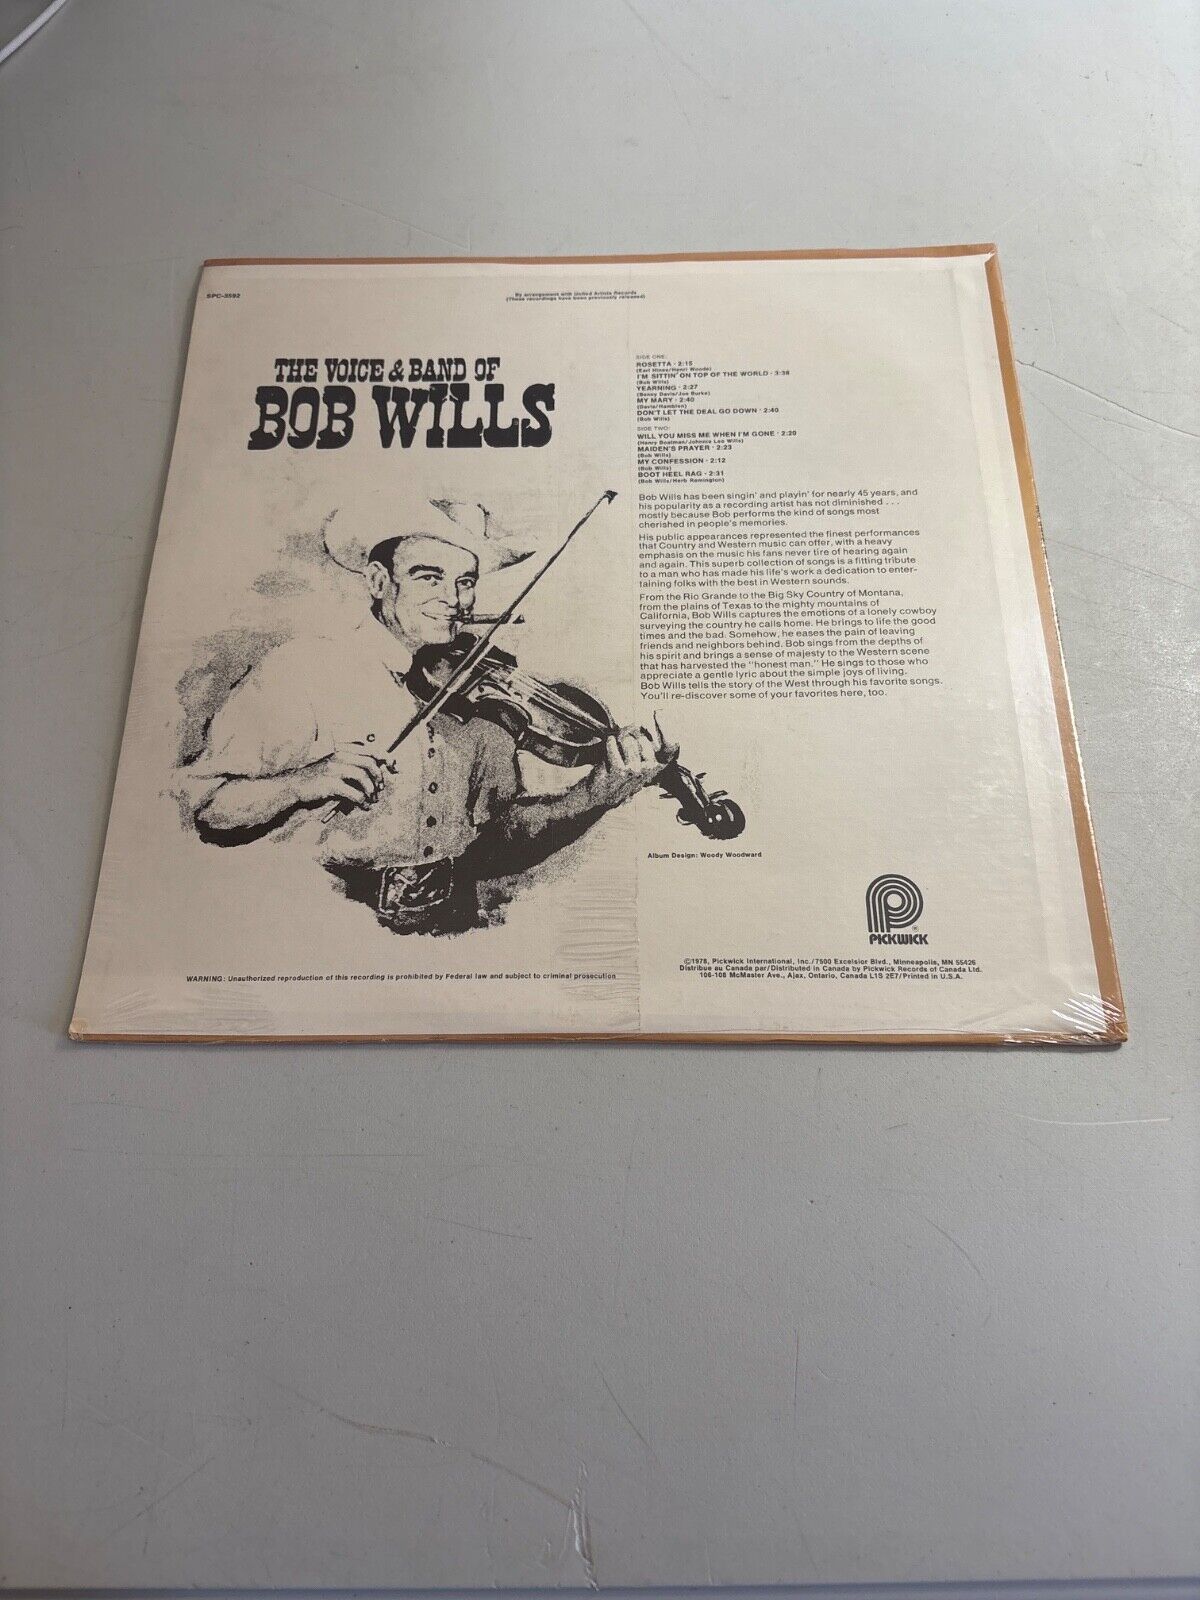 SPC-3592
By arrangement with United Artists Records
(These recordings have been previously released)
THE VOICE & BAND OF
BOB WILLS
SIDE ONE:
ROSETTA · 2:15
(Earl Hines/Henri Woode)
I'M SITTIN' ON TOP OF THE WORLD · 3:38
(Bob Wills)
YEARNING · 2:27
(Benny Davis/Joe Burke)
MY MARY · 2:40
(Davis/Hamblen)
DON'T LET THE DEAL GO DOWN · 2:40
(Bob Wills)
SIDE TWO:
WILL YOU MISS ME WHEN I'M GONE · 2:20
(Henry Boatman/Johnnie Lee Wills)
MAIDEN'S PRAYER · 2:23
(Bob Wills)
MY CONFESSION · 2:12
(Bob Wills)
BOOT HEEL RAG · 2:31
(Bob Wills/Herb Remington)
Bob Wills has been singin' and playin' for nearly 45 years, and
his popularity as a recording artist has not diminished . . .
mostly because Bob performs the kind of songs most
cherished in people's memories.
His public appearances represented the finest performances
that Country and Western music can offer, with a heavy
emphasis on the music his fans never tire of hearing again
and again. This superb collection of songs is a fitting tribute
to a man who has made his life's work a dedication to enter-
taining folks with the best in Western sounds.
From the Rio Grande to the Big Sky Country of Montana,
from the plains of Texas to the mighty mountains of
California, Bob Wills captures the emotions of a lonely cowboy
surveying the country he calls home. He brings to life the good
times and the bad. Somehow, he eases the pain of leaving
friends and neighbors behind. Bob sings from the depths of
his spirit and brings a sense of majesty to the Western scene
that has harvested the "honest man." He sings to those who
appreciate a gentle lyric about the simple joys of living.
Bob Wills tells the story of the West through his favorite songs.
You'll re-discover some of your favorites here, too.
Album Design: Woody Woodward
PICKWICK
®
WARNING: Unauthorized reproduction of this recording is prohibited by Federal law and subject to criminal prosecution
©1978, Pickwick International, Inc./7500 Excelsior Blvd., Minneapolis, MN 55426
Distribue au Canada par/Distributed in Canada by Pickwick Records of Canada Ltd.
106-108 McMaster Ave., Ajax, Ontario, Canada L1S 2E7/Printed in U.S.A.